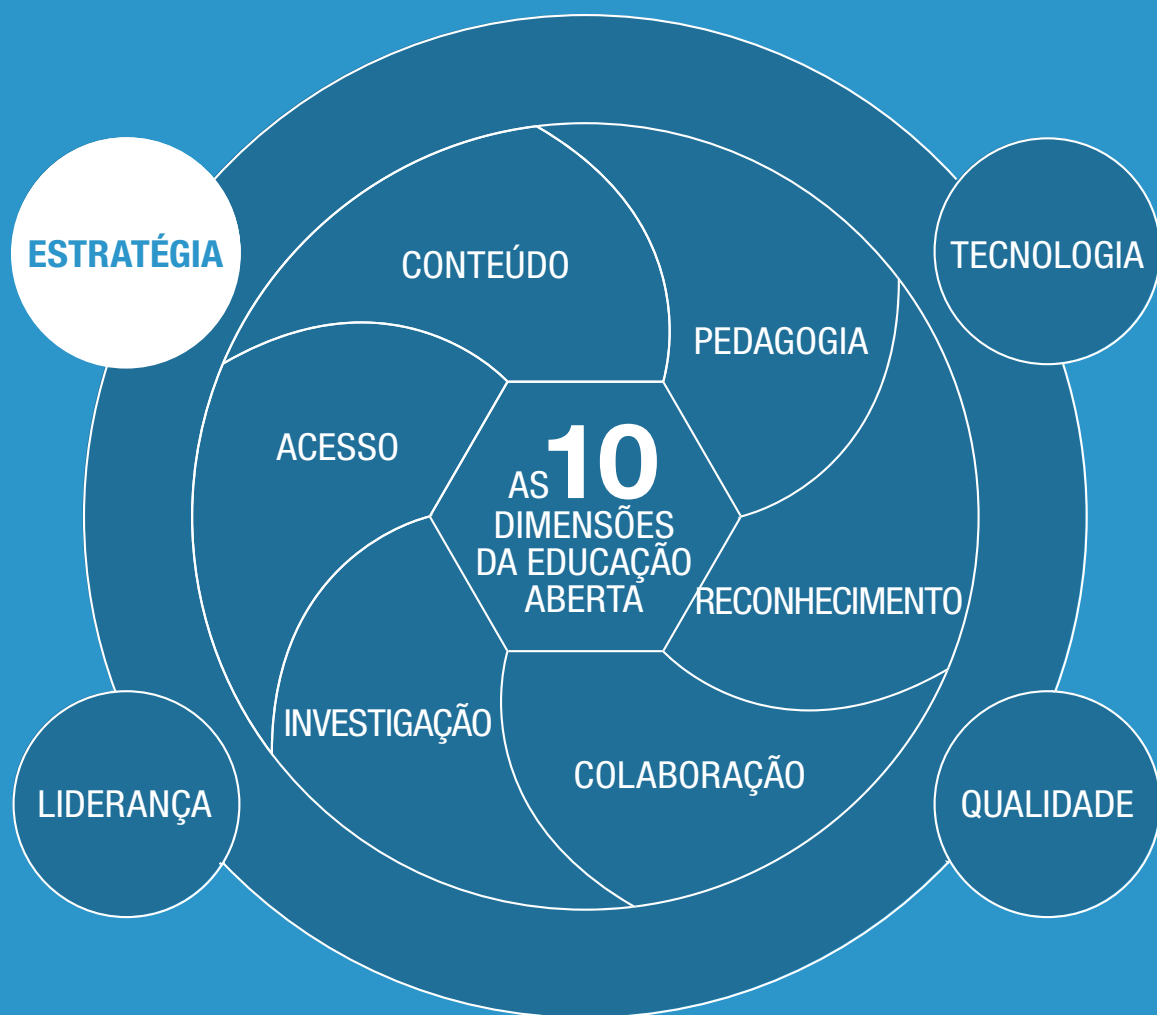 ESTRATÉGIA
TECNOLOGIA
CONTEÚDO
PEDAGOGIA
ACESSO
AS 10
DIMENSÕES
DA EDUCAÇÃO
ABERTA
RECONHECIMENTO
INVESTIGAÇÃO
COLABORAÇÃO
LIDERANÇA
QUALIDADE